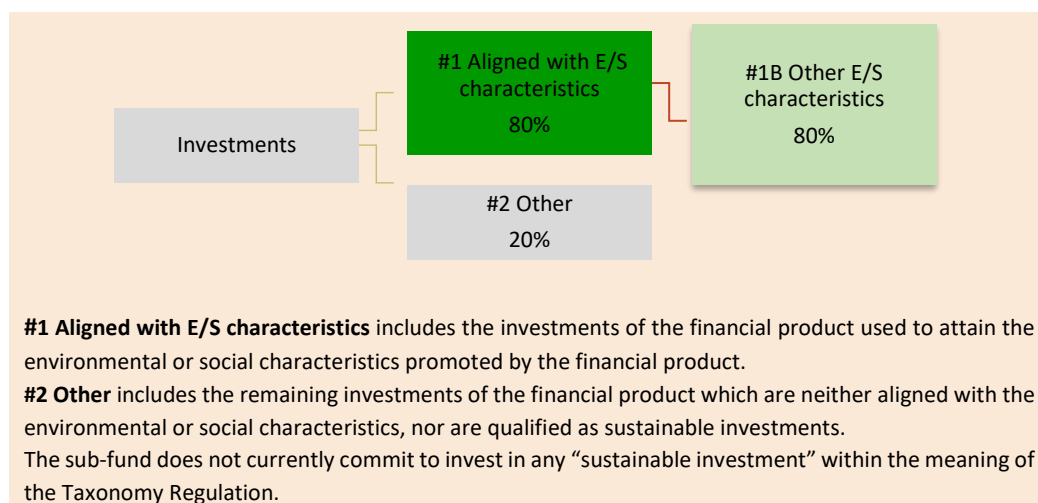 #1 Aligned with E/S
characteristics
80%
#1B Other E/S
characteristics
80%
Investments
#2 Other
20%
#1 Aligned with E/S characteristics includes the investments of the financial product used to attain the
environmental or social characteristics promoted by the financial product.
#2 Other includes the remaining investments of the financial product which are neither aligned with the
environmental or social characteristics, nor are qualified as sustainable investments.
The sub-fund does not currently commit to invest in any “sustainable investment” within the meaning of
the Taxonomy Regulation.